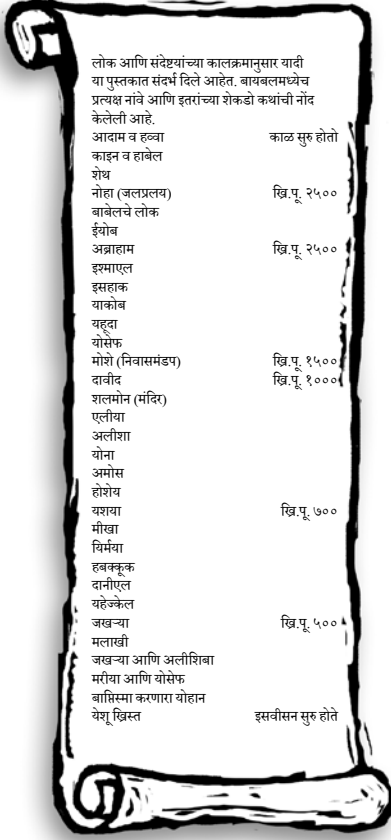 लोक आणि संदेष्टयांच्या कालक्रमानुसार यादी
या पुस्तकात संदर्भ दिले आहेत. बायबलमध्येच
प्रत्यक्ष नांवे आणि इतरांच्या शेकडो कथांची नोंद
केलेली आहे.
आदाम व हव्वा काळ सुरु होतो
काइन व हाबेल
शेथ
नोहा (जलप्रलय) ख्रि.पू. २५००
बाबेलचे लोक
ईयोब
अब्राहाम ख्रि.पू. २५००
इश्माएल
इसहाक
याकोब
यहूदा
योसेफ
मोशे (निवासमंडप) ख्रि.पू. १५००
दावीद ख्रि.पू. १०००
शलमोन (मंदिर)
एलीया
अलीशा
योना
अमोस
होशेय
यशया ख्रि.पू. ७००
मीखा
यिर्मया
हबक्कूक
दानीएल
यहेज्केल
जखऱ्या ख्रि.पू. ५००
मलाखी
जखऱ्या आणि अलीशिबा
मरीया आणि योसेफ
बाप्तिस्मा करणारा योहान
येशू ख्रिस्त इसवीसन सुरु होते